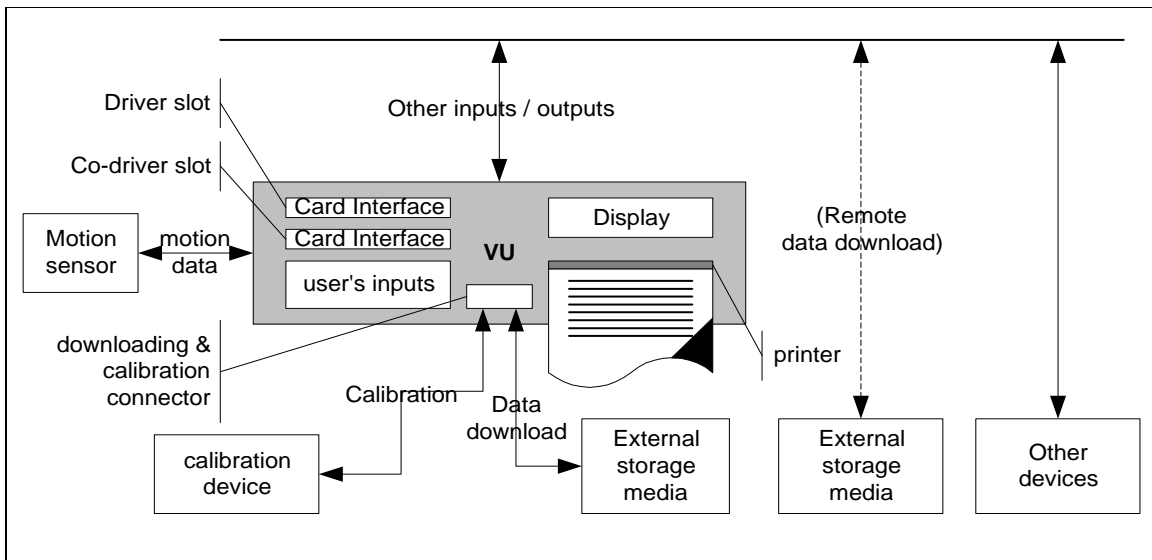 Driver slot
Other inputs / outputs
Co-driver slot
Card Interface
Card Interface
Display
VU
Motion
sensor
motion
data
user's inputs
(Remote
data download)
downloading &
calibration
connector
printer
Calibration
Data
download
calibration
device
External
storage
media
External
storage
media
Other
devices